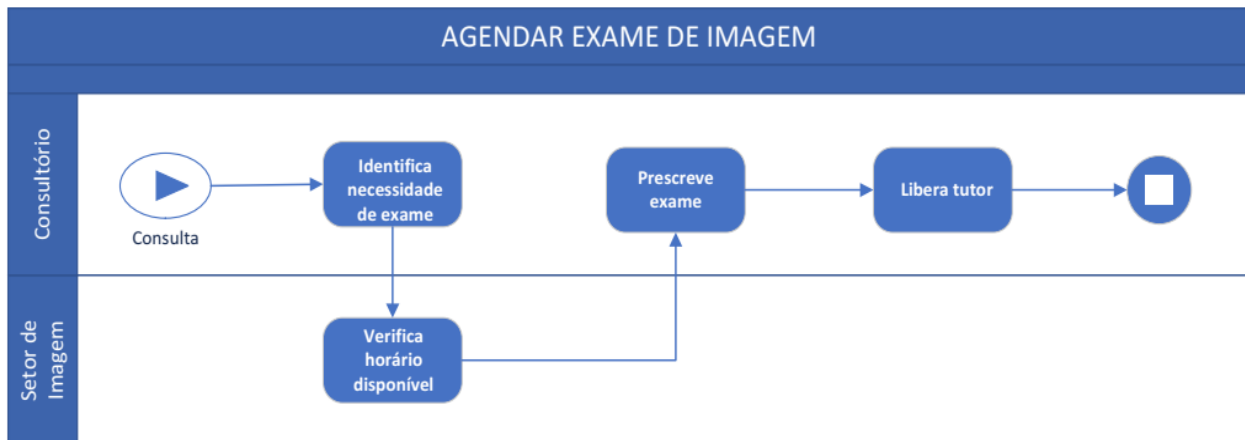 AGENDAR EXAME DE IMAGEM
Consultório
Consulta
Identifica
necessidade
de exame
Prescreve
exame
Libera tutor
Setor de
Imagem
Verifica
horário
disponível